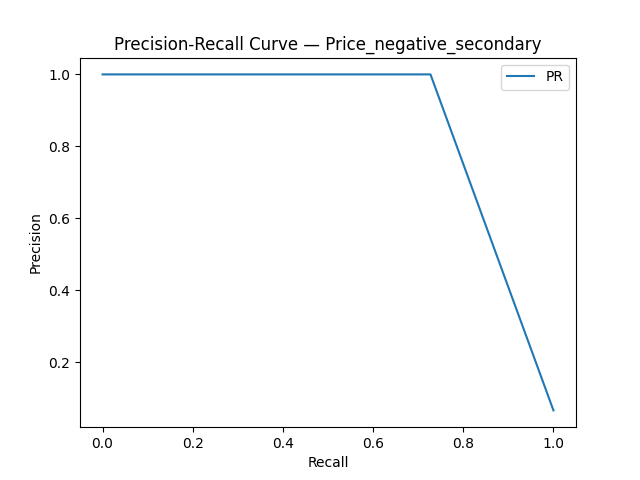 Precision-Recall Curve — Price_negative_secondary
PR
1.0
0.8
0.6
0.4
0.2
Precision
0.0 0.2 0.4 0.6 0.8 1.0
Recall